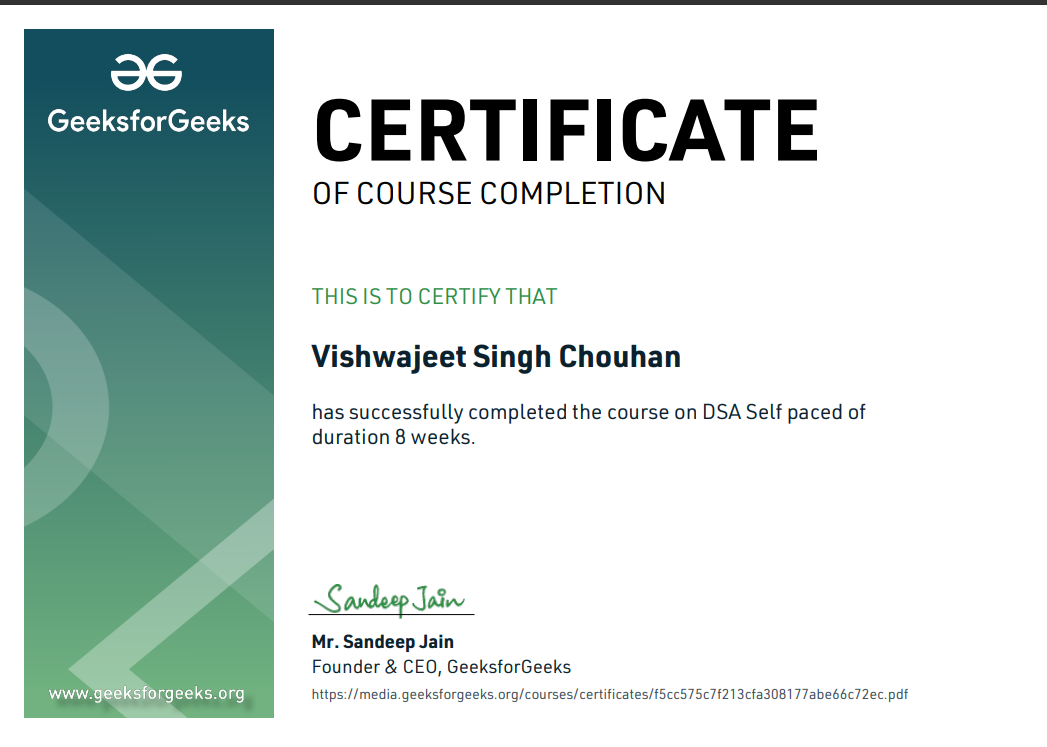 GeeksforGeeks
CERTIFICATE
OF COURSE COMPLETION
THIS IS TO CERTIFY THAT
Vishwajeet Singh Chouhan
has successfully completed the course on DSA Self paced of
duration 8 weeks.
Sandeep Jain
Mr. Sandeep Jain
Founder & CEO, GeeksforGeeks
https://media.geeksforgeeks.org/courses/certificates/f5cc575c7f213cfa308177abe66c72ec.pdf
www.geeksforgeeks.org